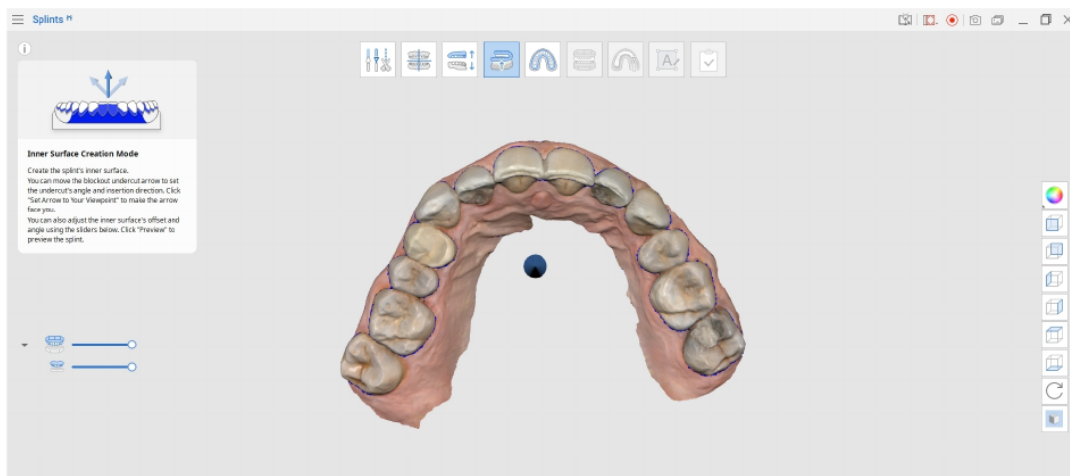 Splints
Inner Surface Creation Mode
Create the splint's inner surface.
You can move the blockout undercut arrow to set
the undercut's angle and insertion direction. Click
"Set Arrow to Your Viewpoint" to make the arrow
face you.
You can also adjust the inner surface's offset and
angle using the sliders below. Click "Preview" to
preview the splint.
A